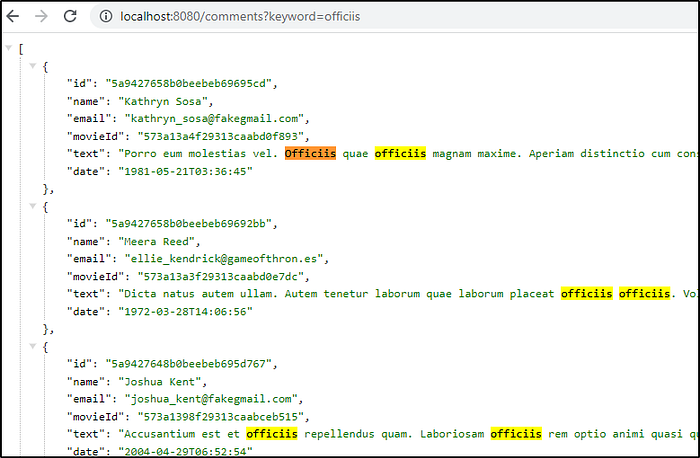 localhost:8080/comments?keyword=officiis
[
{
"id": "5a9427658b0beebeb69695cd",
"name": "Kathryn Sosa",
"email": "kathryn_sosa@fakegmail.com",
"movieId": "573a13a4f29313caabd0f893",
"text": "Porro eum molestias vel. Officiis quae officiis magnam maxime. Aperiam distinctio cum cons
"date": "1981-05-21T03:36:45"
},
{
"id": "5a9427658b0beebeb69692bb",
"name": "Meera Reed",
"email": "ellie_kendrick@gameofthron.es",
"movieId": "573a13a3f29313caabd0e7dc",
"text": "Dicta natus autem ullam. Autem tenetur laborum quae laborum placeat officiis officiis. Vol
"date": "1972-03-28T14:06:56"
},
{
"id": "5a9427648b0beebeb695d767",
"name": "Joshua Kent",
"email": "joshua_kent@fakegmail.com",
"movieId": "573a1398f29313caabceb515",
"text": "Accusantium est et officiis repellendus quam. Laboriosam officiis rem optio animi quasi qu
"date": "2004-04-29T06:52:54"